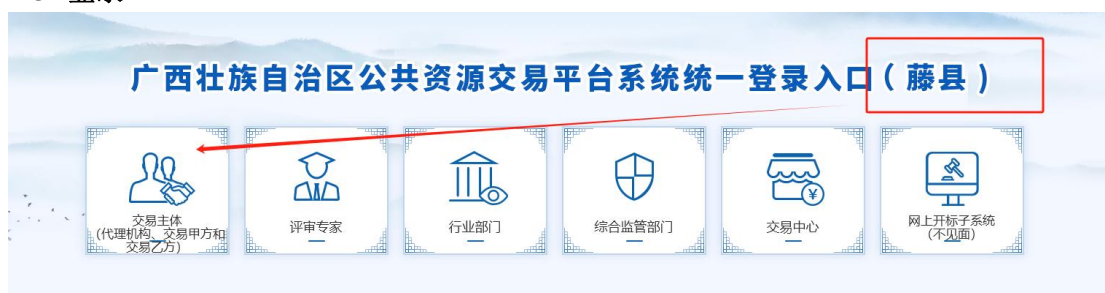 广西壮族自治区公共资源交易平台系统统一登录入口(藤县)
交易主体
(代理机构、交易甲方和
交易乙方)
评审专家
行业部门
综合监管部门
交易中心
网上开标子系统
(不见面)